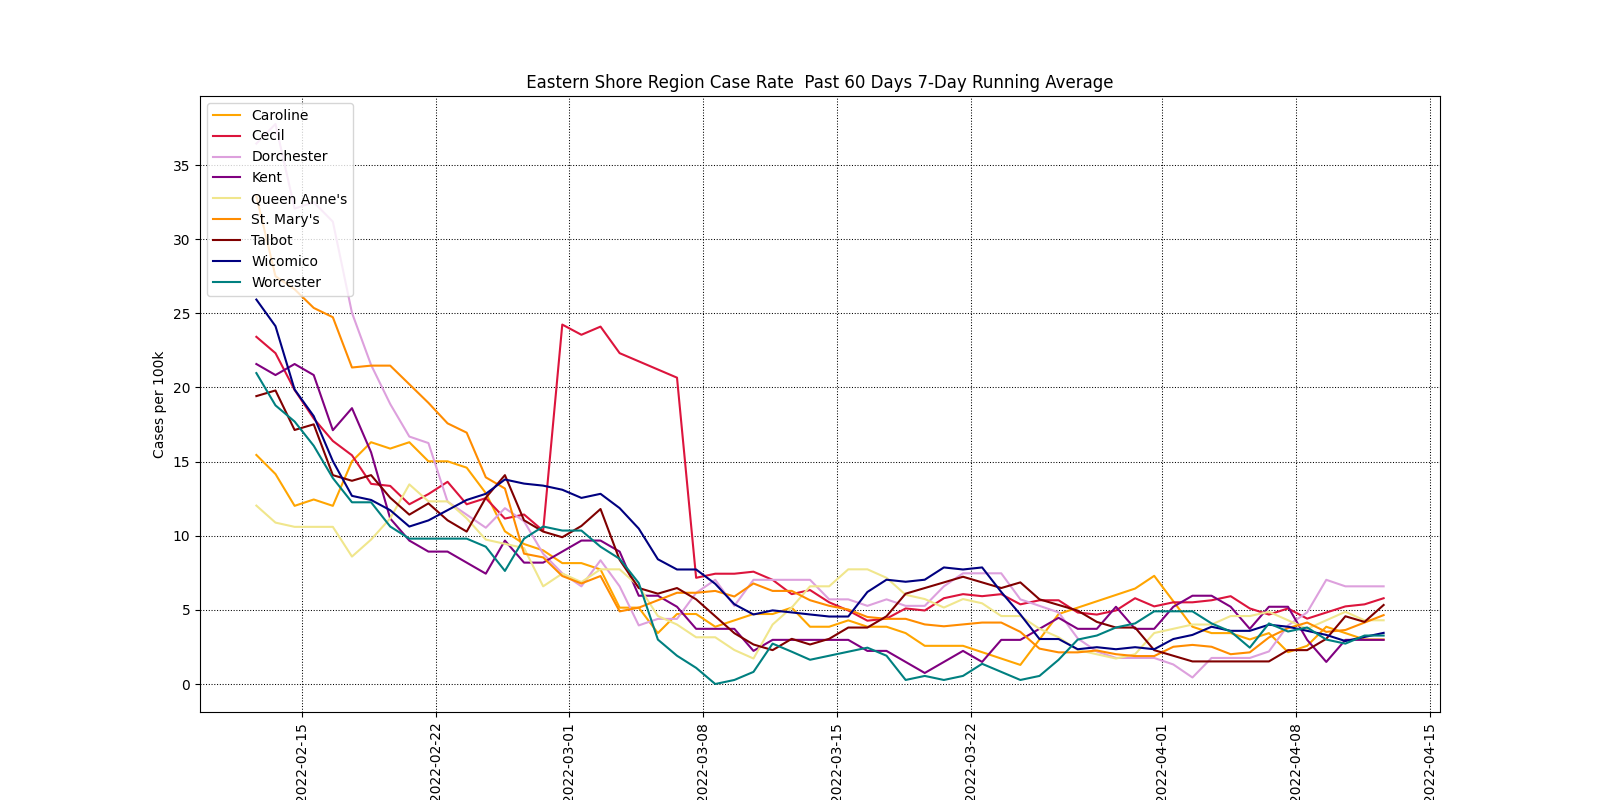 Eastern Shore Region Case Rate  Past 60 Days 7-Day Running Average
Caroline
Cecil
Dorchester
Kent
Queen Anne's
St. Mary's
Talbot
Wicomico
Worcester
35
30
25
20
15
10
5
0
Cases per 100k
2022-02-15
2022-02-22
2022-03-01
2022-03-08
2022-03-15
2022-03-22
2022-04-01
2022-04-08
2022-04-15